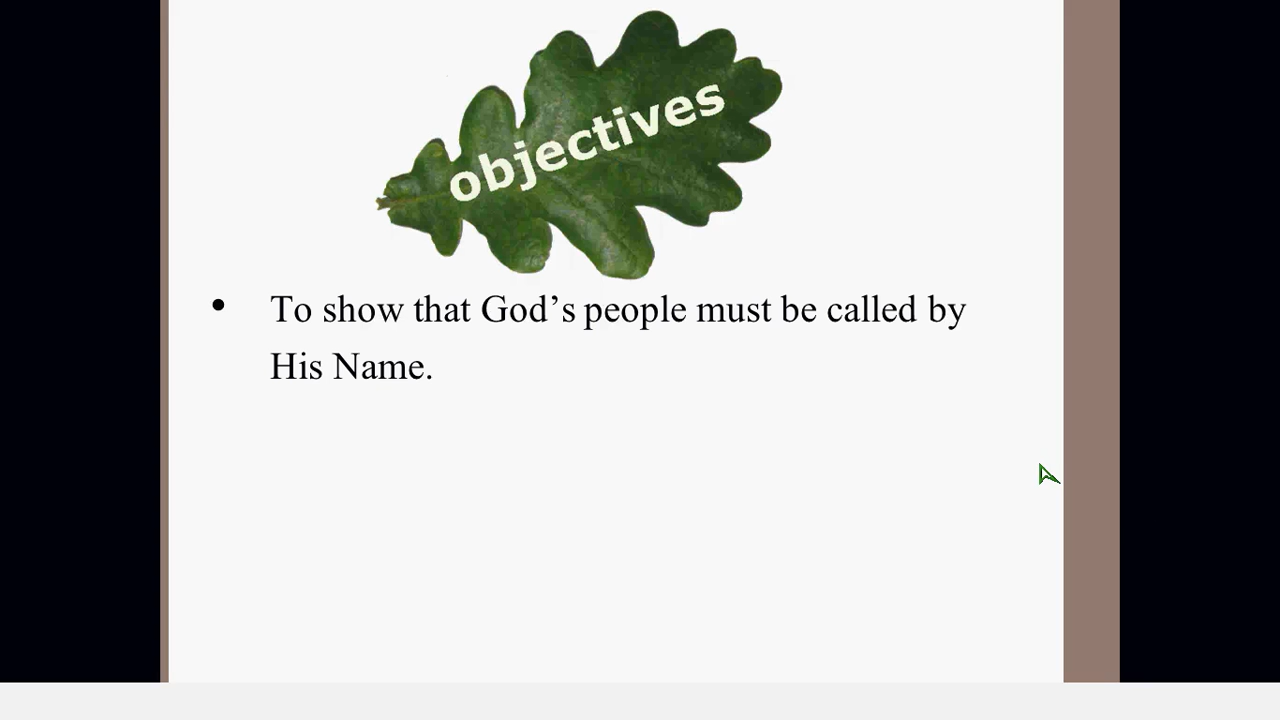 objectives
• To show that God’s people must be called by
His Name.